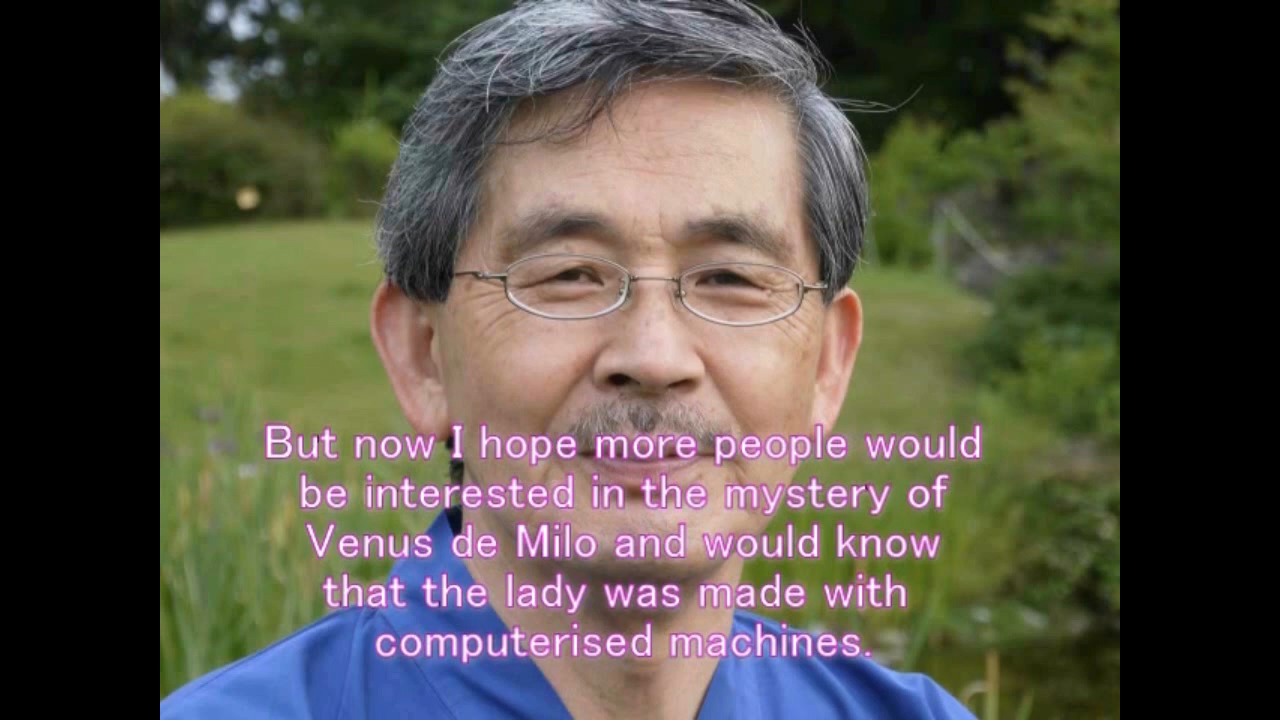 But now I hope more people would
be interested in the mystery of
Venus de Milo and would know
that the lady was made with
computerised machines.